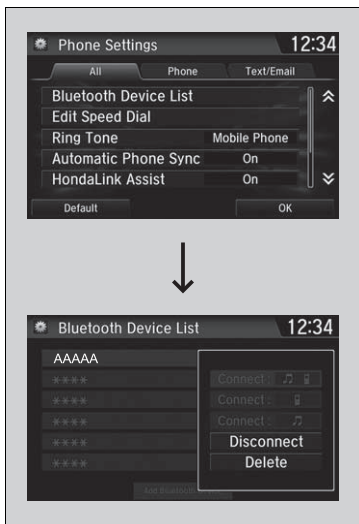 Phone Settings 12:34
All Phone Text/Email
Bluetooth Device List
Edit Speed Dial
Ring Tone Mobile Phone
Automatic Phone Sync On
HondaLink Assist On
Default OK
Bluetooth Device List 12:34
AAAAA
**** Connect :
**** Connect :
**** Connect :
**** Disconnect
**** Delete
Add Bluetooth